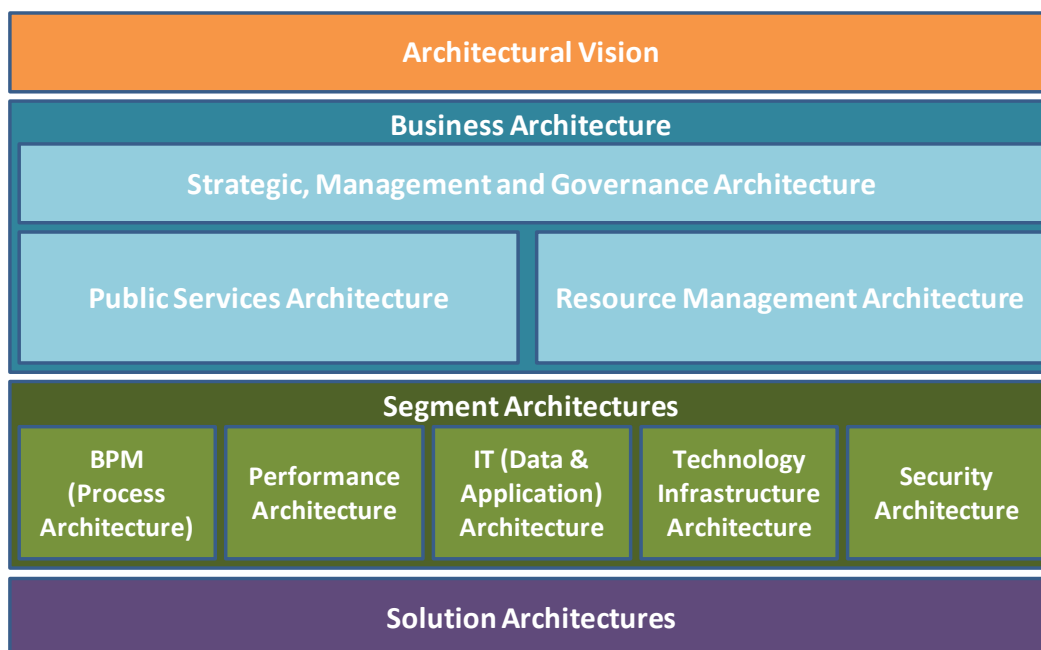 Architectural Vision
Business Architecture
Strategic, Management and Governance Architecture
Public Services Architecture
Resource Management Architecture
Segment Architectures
BPM
(Process
Architecture)
Performance
Architecture
IT (Data &
Application)
Architecture
Technology
Infrastructure
Architecture
Security
Architecture
Solution Architectures